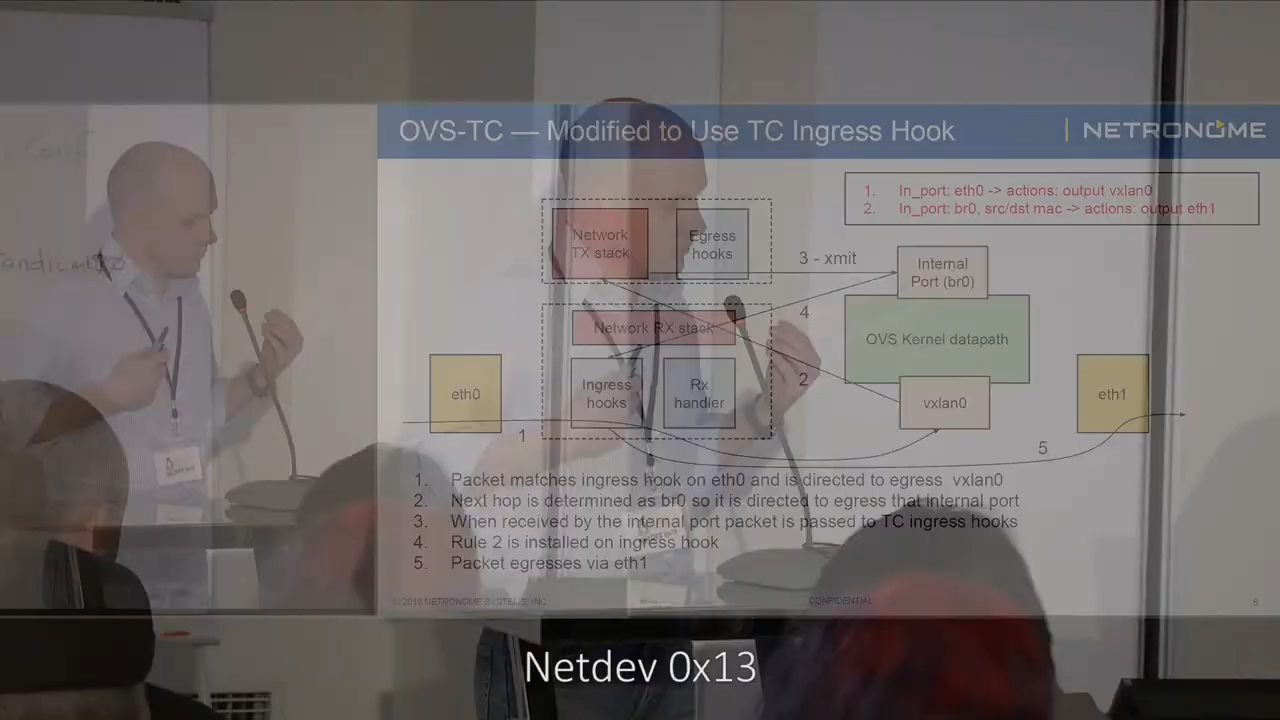 OVS-TC — Modified to Use TC Ingress Hook
NETRONOME
1. In_port: eth0 -> actions: output vxlan0
2. In_port: br0, src/dst mac -> actions: output eth1
Network
TX stack
Egress
hooks
3 - xmit
Internal
Port (br0)
4
Network RX stack
OVS Kernel datapath
eth0
Ingress
hooks
Rx
handler
2
vxlan0
eth1
1
5
1. Packet matches ingress hook on eth0 and is directed to egress vxlan0
2. Next hop is determined as br0 so it is directed to egress that internal port
3. When received by the internal port packet is passed to TC ingress hooks
4. Rule 2 is installed on ingress hook
5. Packet egresses via eth1
NETRONOME SYSTEMS, INC.
CONFIDENTIAL
6
Netdev 0x13